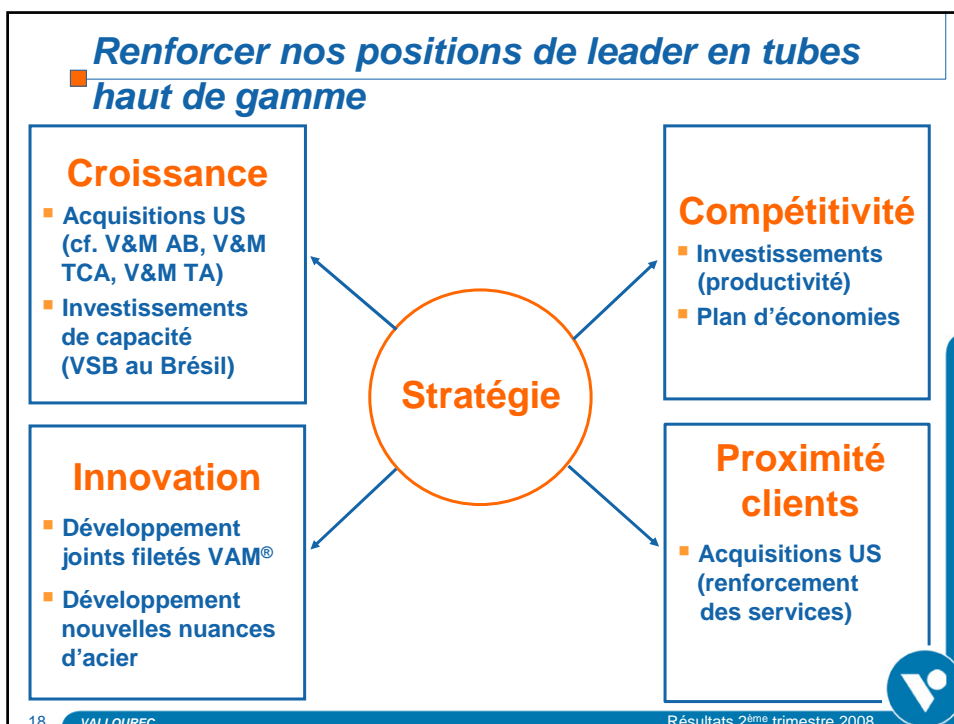 Renforcer nos positions de leader en tubes
haut de gamme
Croissance
▪ Acquisitions US
(cf. V&M AB, V&M
TCA, V&M TA)
▪ Investissements
de capacité
(VSB au Brésil)
Compétitivité
▪ Investissements
(productivité)
▪ Plan d’économies
Stratégie
Innovation
▪ Développement
joints filetés VAM®
▪ Développement
nouvelles nuances
d’acier
Proximité
clients
▪ Acquisitions US
(renforcement
des services)
18 VALLOUREC Résultats 2ème trimestre 2008